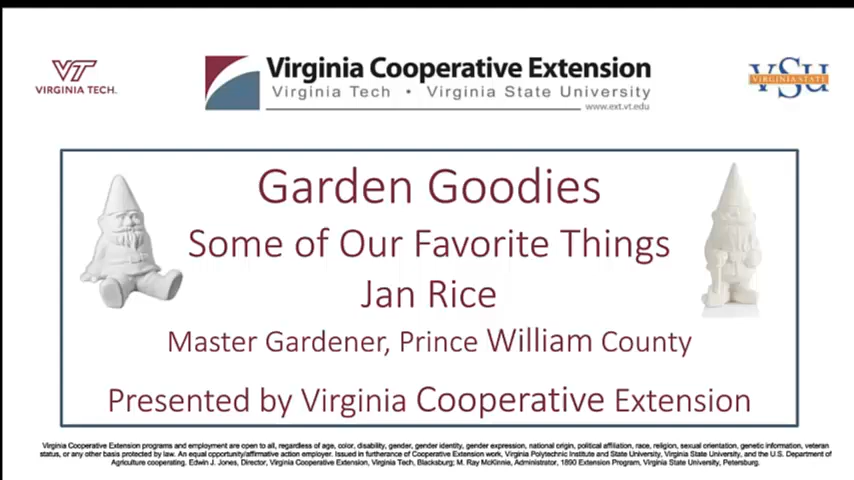 VT
VIRGINIA TECH.
Virginia Cooperative Extension
Virginia Tech • Virginia State University
www.ext.vt.edu
VSU
VIRGINIA STATE
Garden Goodies
Some of Our Favorite Things
Jan Rice
Master Gardener, Prince William County
Presented by Virginia Cooperative Extension
Virginia Cooperative Extension programs and employment are open to all, regardless of age, color, disability, gender, gender identity, gender expression, national origin, political affiliation, race, religion, sexual orientation, genetic information, veteran
status, or any other basis protected by law. An equal opportunity/affirmative action employer. Issued in furtherance of Cooperative Extension work, Virginia Polytechnic Institute and State University, Virginia State University, and the U.S. Department of
Agriculture cooperating. Edwin J. Jones, Director, Virginia Cooperative Extension, Virginia Tech, Blacksburg; M. Ray McKinnie, Administrator, 1890 Extension Program, Virginia State University, Petersburg.